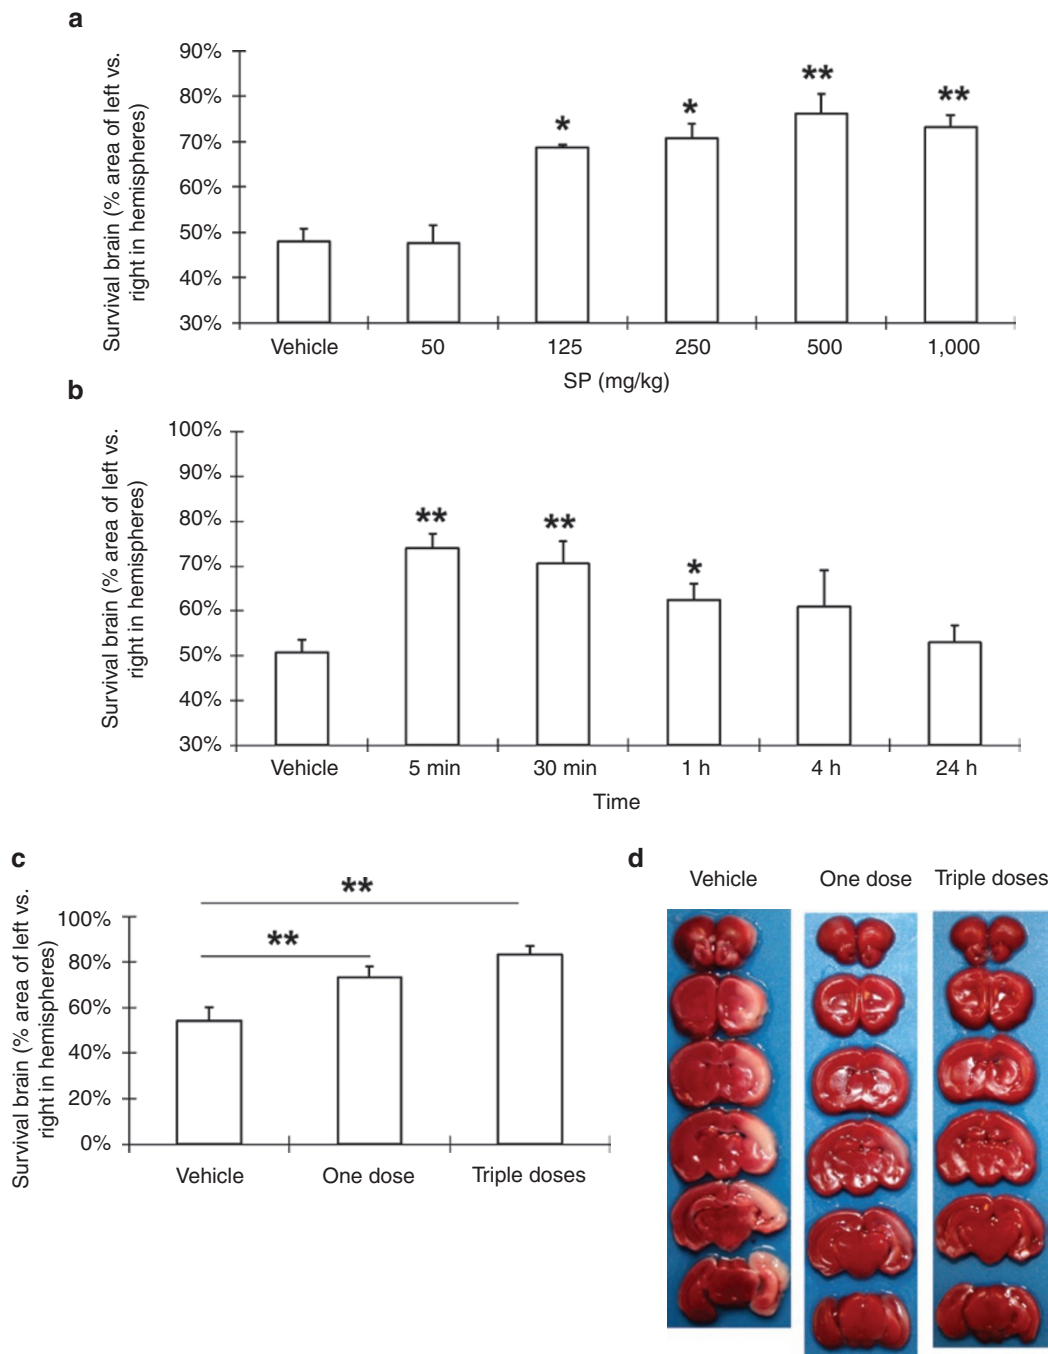 a
Survival brain (% area of left vs.
right in hemispheres)
90%
80%
70%
60%
50%
40%
30%
*
*
**
**
Vehicle 50 125 250 500 1,000
SP (mg/kg)
b
Survival brain (% area of left vs.
right in hemispheres)
100%
90%
80%
70%
60%
50%
40%
30%
**
**
*
Vehicle 5 min 30 min 1 h 4 h 24 h
Time
c
Survival brain (% area of left vs.
right in hemispheres)
100%
80%
60%
40%
20%
0%
**
**
Vehicle One dose Triple doses
d
Vehicle One dose Triple doses